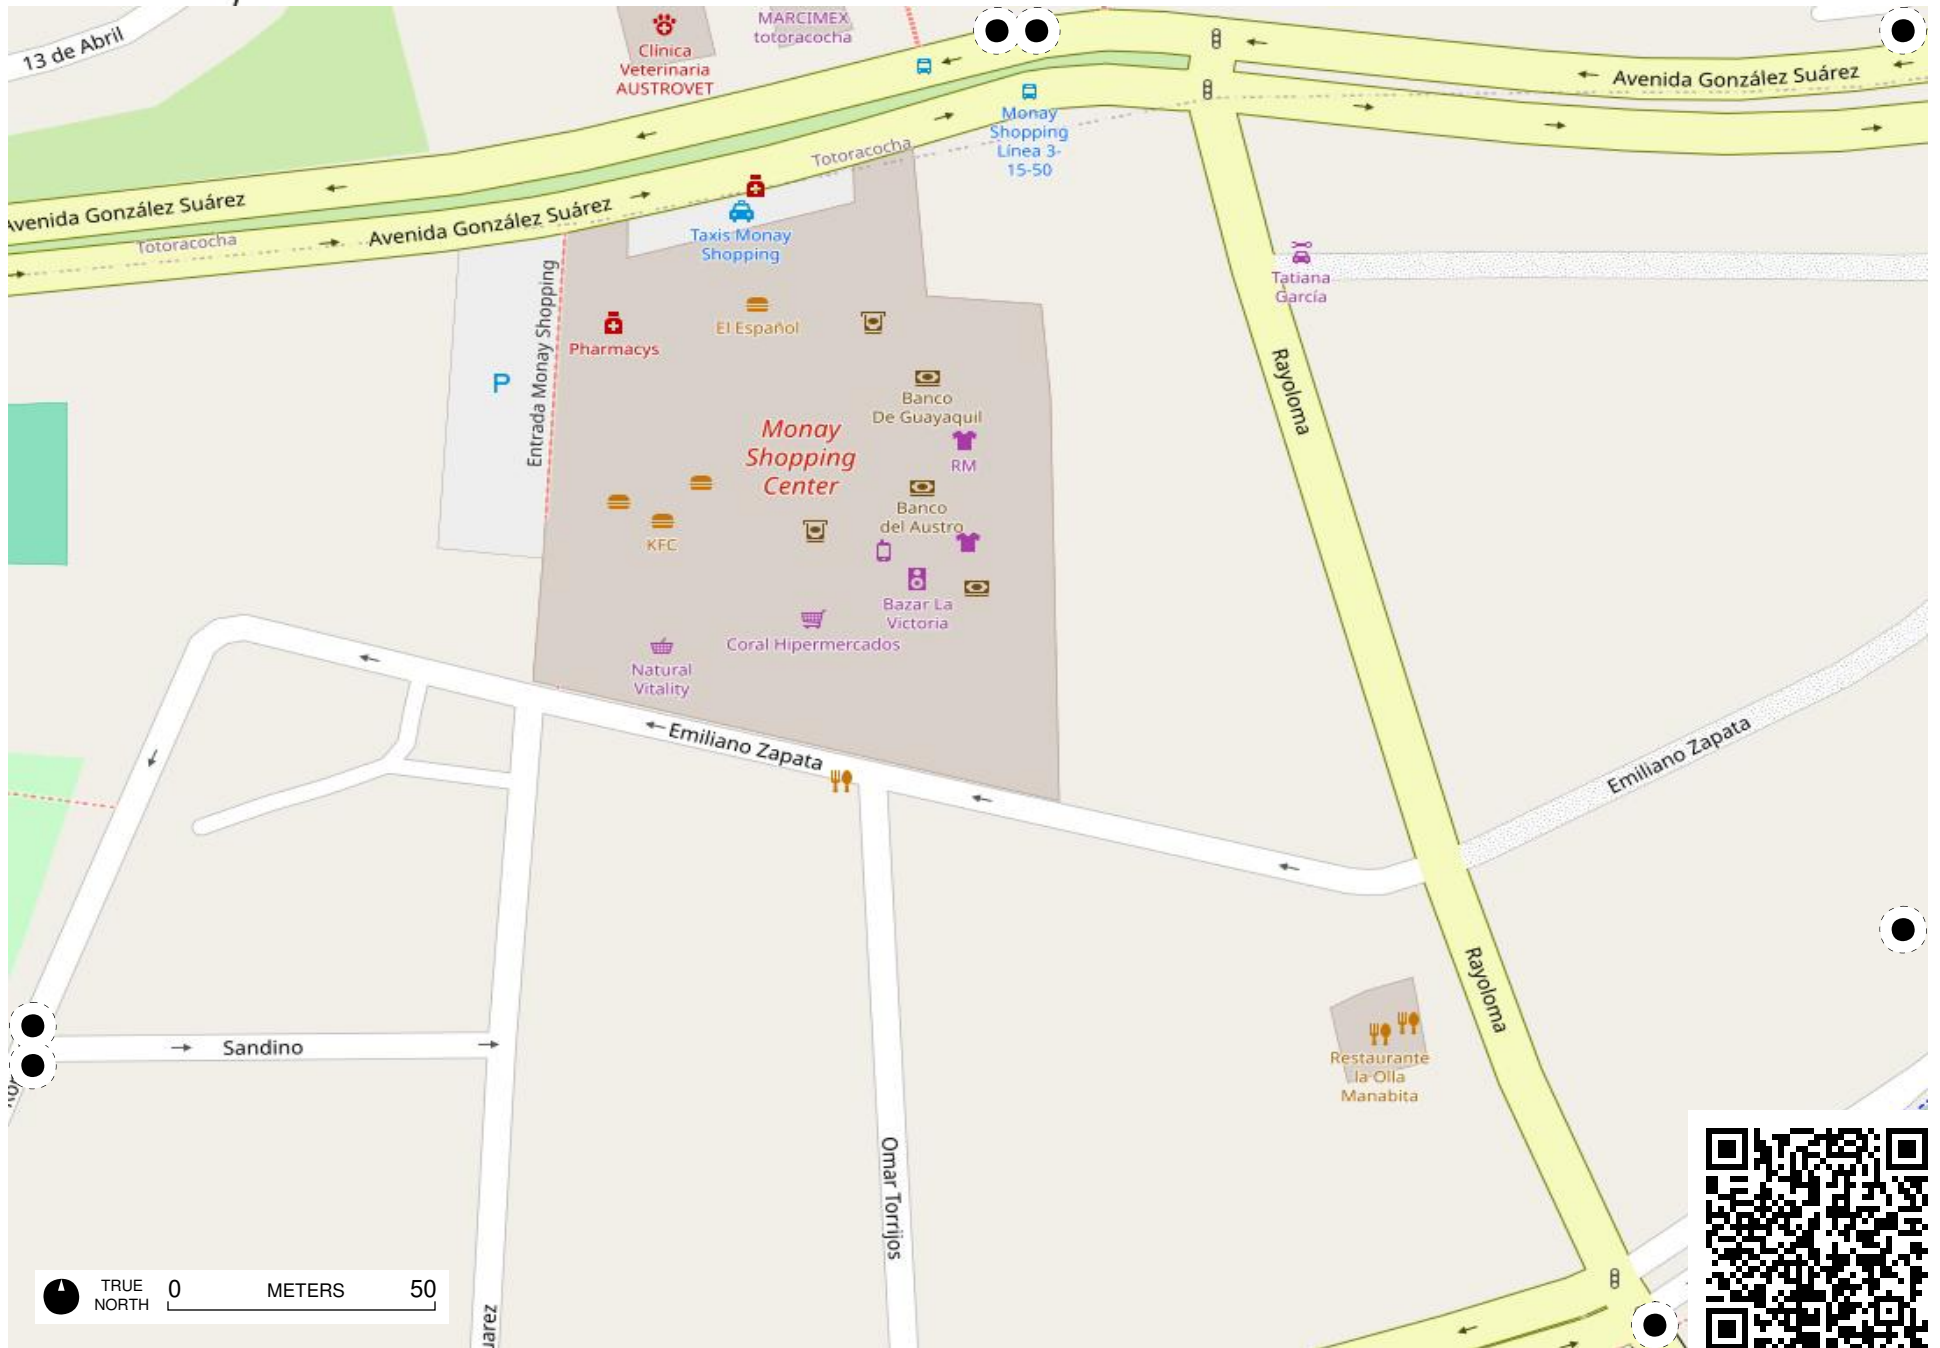 13 de Abril
Clínica
Veterinaria
AUSTROVET
MARCIMEX
totoracocha
Avenida González Suárez
Monay
Shopping
Línea 3-
15-50
Totoracocha
Avenida González Suárez
Avenida González Suárez
Totoracocha
Taxis Monay
Shopping
Tatiana
García
Entrada Monay Shopping
Pharmacys
El Español
P
Banco
De Guayaquil
RM
Monay
Shopping
Center
Rayoloma
Banco
del Austro
KFC
Bazar La
Victoria
Coral Hipermercados
Natural
Vitality
Emiliano Zapata
Emiliano Zapata
Rayoloma
Sandino
Restaurante
la Olla
Manabita
Omar Torrijos
TRUE
NORTH
0 METERS 50